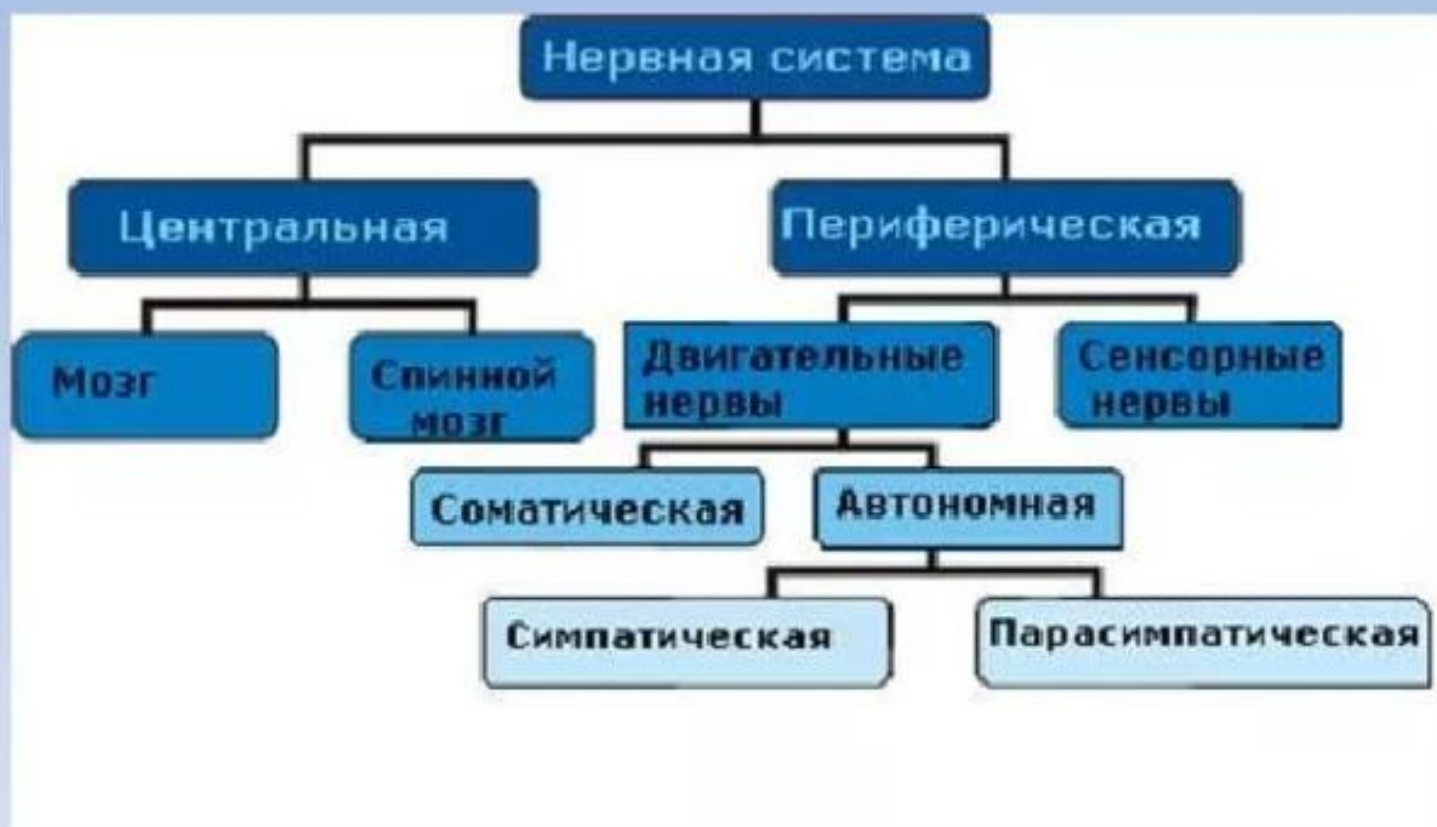 Нервная система
Центральная
Периферическая
Мозг
Спинной
мозг
Двигательные
нервы
Сенсорные
нервы
Соматическая
Автономная
Симпатическая
Парасимпатическая